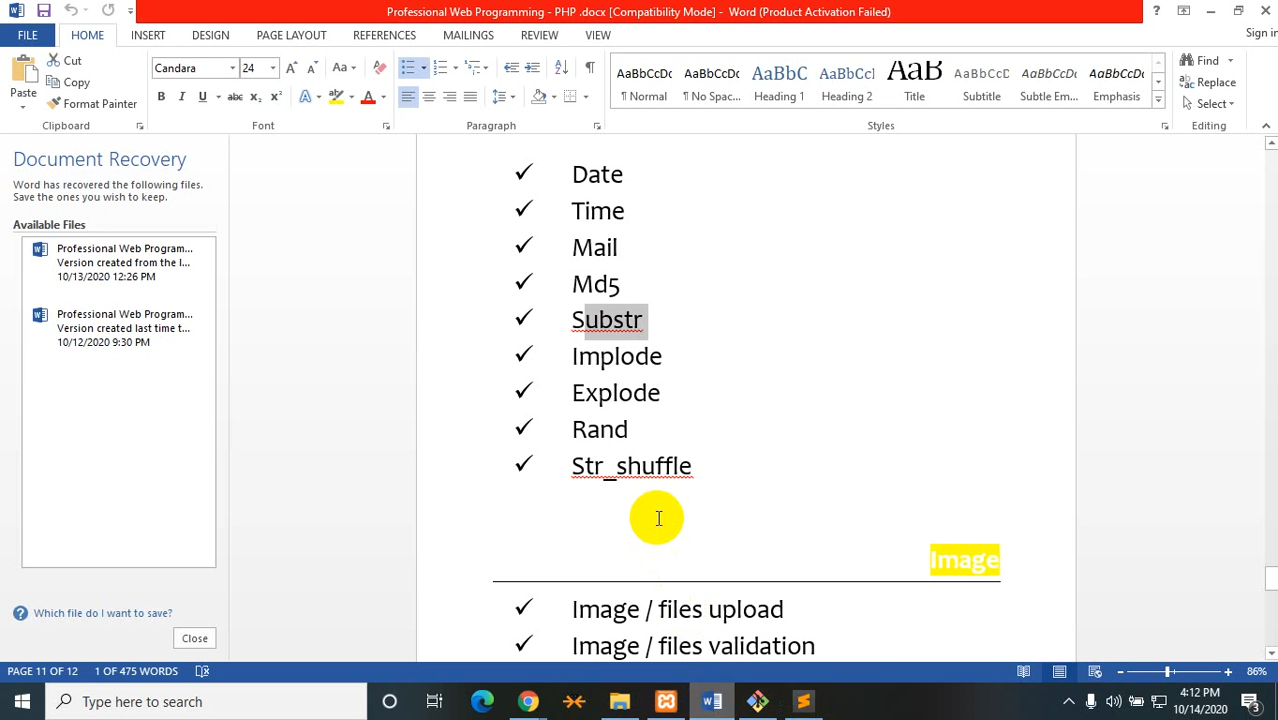 Professional Web Programming - PHP .docx [Compatibility Mode] - Word (Product Activation Failed)
FILE HOME INSERT DESIGN PAGE LAYOUT REFERENCES MAILINGS REVIEW VIEW Sign in
Paste
Cut
Copy
Format Painter
Clipboard
Candara 24
Font
Paragraph
AaBbCcDc AaBbCcDc AaBbC AaBbCcI AaB AaBbCcDc AaBbCcDc AaBbCcDc
¶ Normal ¶ No Spac... Heading 1 Heading 2 Title Subtitle Subtle Em... Emphasis
Styles
Find
Replace
Select
Editing
Document Recovery
Word has recovered the following files.
Save the ones you wish to keep.
Available Files
Professional Web Program...
Version created from the l...
10/13/2020 12:26 PM
Professional Web Program...
Version created last time t...
10/12/2020 9:30 PM
Which file do I want to save?
Close
✓ Date
✓ Time
✓ Mail
✓ Md5
✓ Substr
✓ Implode
✓ Explode
✓ Rand
✓ Str_shuffle
Image
✓ Image / files upload
✓ Image / files validation
PAGE 11 OF 12 1 OF 475 WORDS 86%
Type here to search
4:12 PM
10/14/2020
3